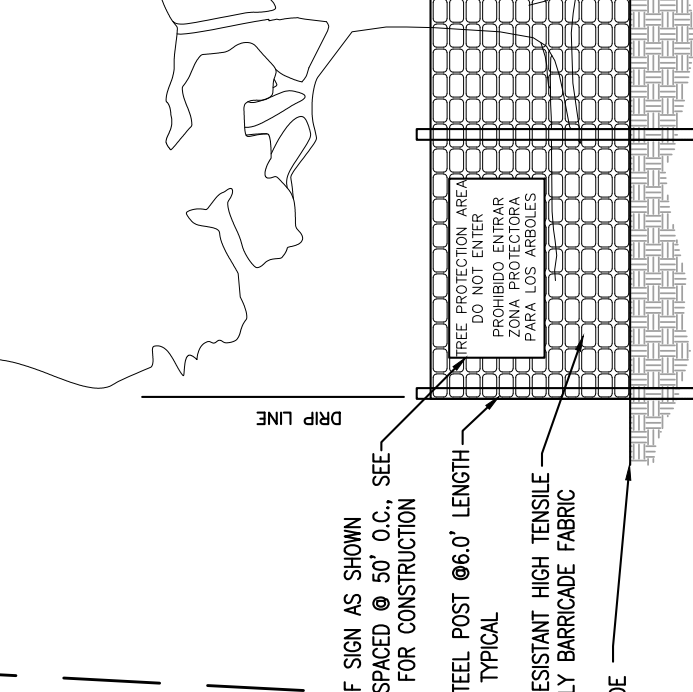 TREE PROTECTION AREA
DO NOT ENTER
PROHIBIDO ENTRAR
ZONA PROTECTORA
PARA LOS ARBOLES
DRIP LINE
F SIGN AS SHOWN
SPACED @ 50' O.C., SEE
FOR CONSTRUCTION
TEEL POST @6.0' LENGTH
TYPICAL
ESISTANT HIGH TENSILE
LY BARRICADE FABRIC
DE